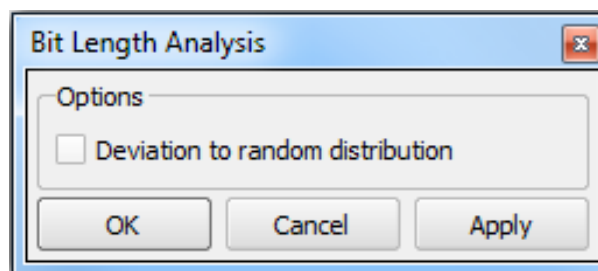 Bit Length Analysis
Options
Deviation to random distribution
OK Cancel Apply